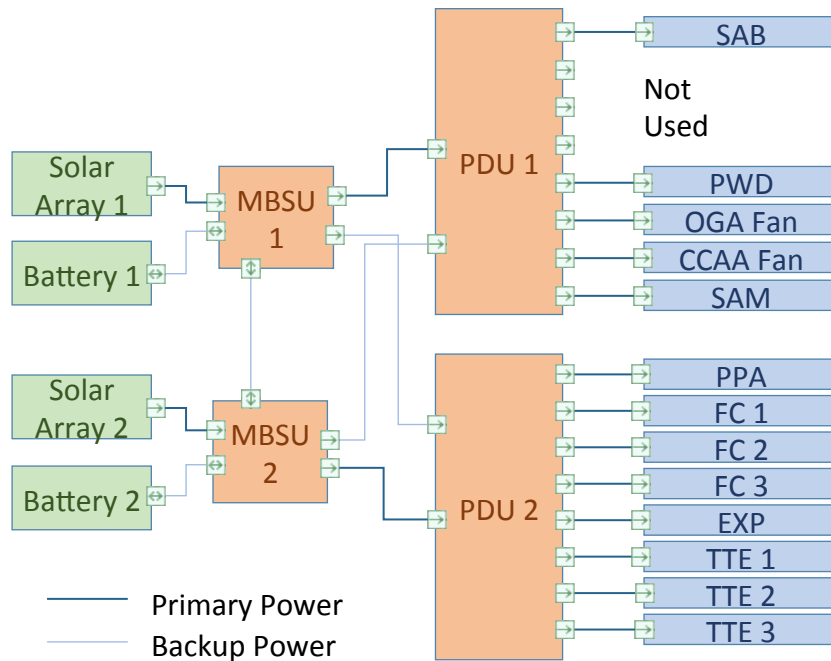 SAB
Not
Used
Solar
Array 1
MBSU
1
PDU 1
PWD
OGA Fan
CCAA Fan
SAM
Battery 1
Solar
Array 2
MBSU
2
PDU 2
PPA
FC 1
FC 2
FC 3
EXP
TTE 1
TTE 2
TTE 3
Battery 2
Primary Power
Backup Power